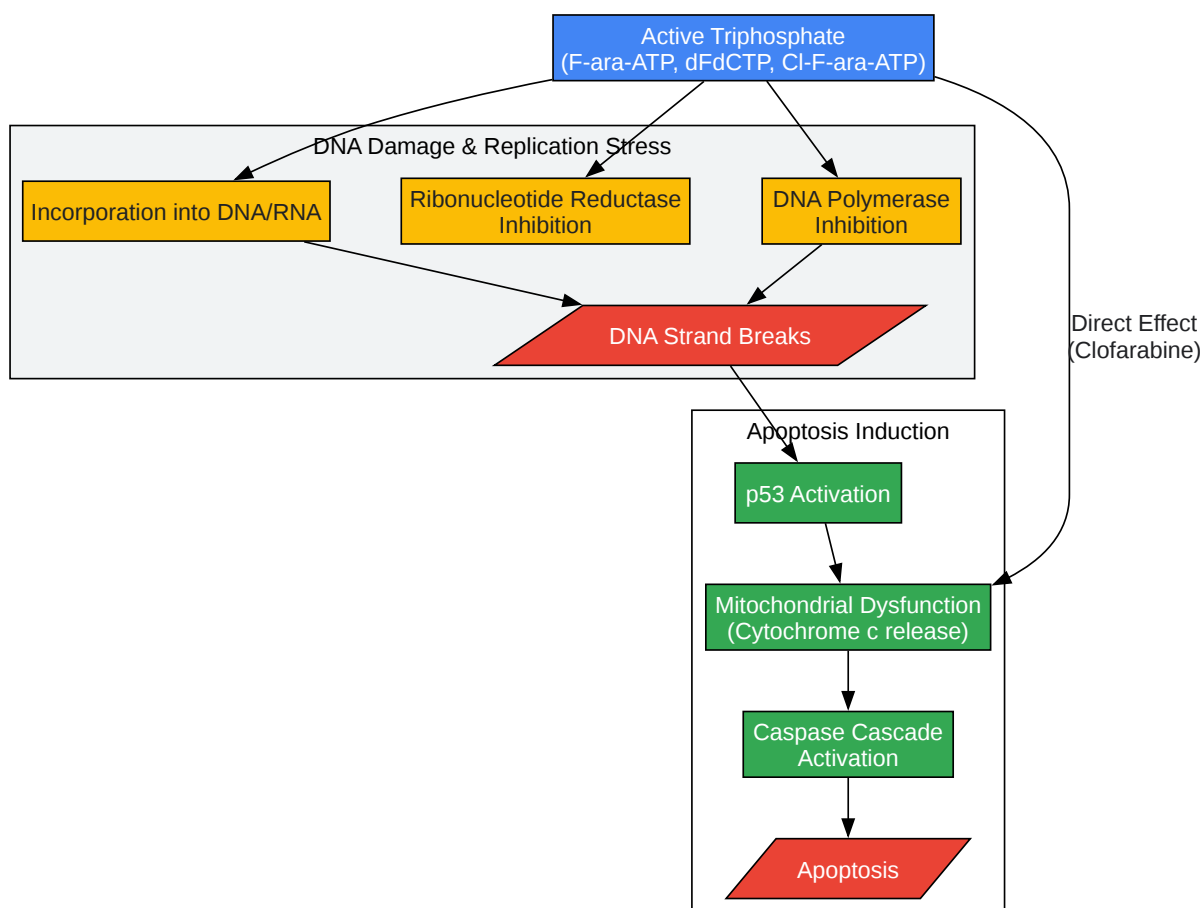 Active Triphosphate
(F-ara-ATP, dFdCTP, Cl-F-ara-ATP)
DNA Damage & Replication Stress
Incorporation into DNA/RNA
Ribonucleotide Reductase
Inhibition
DNA Polymerase
Inhibition
DNA Strand Breaks
Direct Effect
(Clofarabine)
Apoptosis Induction
p53 Activation
Mitochondrial Dysfunction
(Cytochrome c release)
Caspase Cascade
Activation
Apoptosis